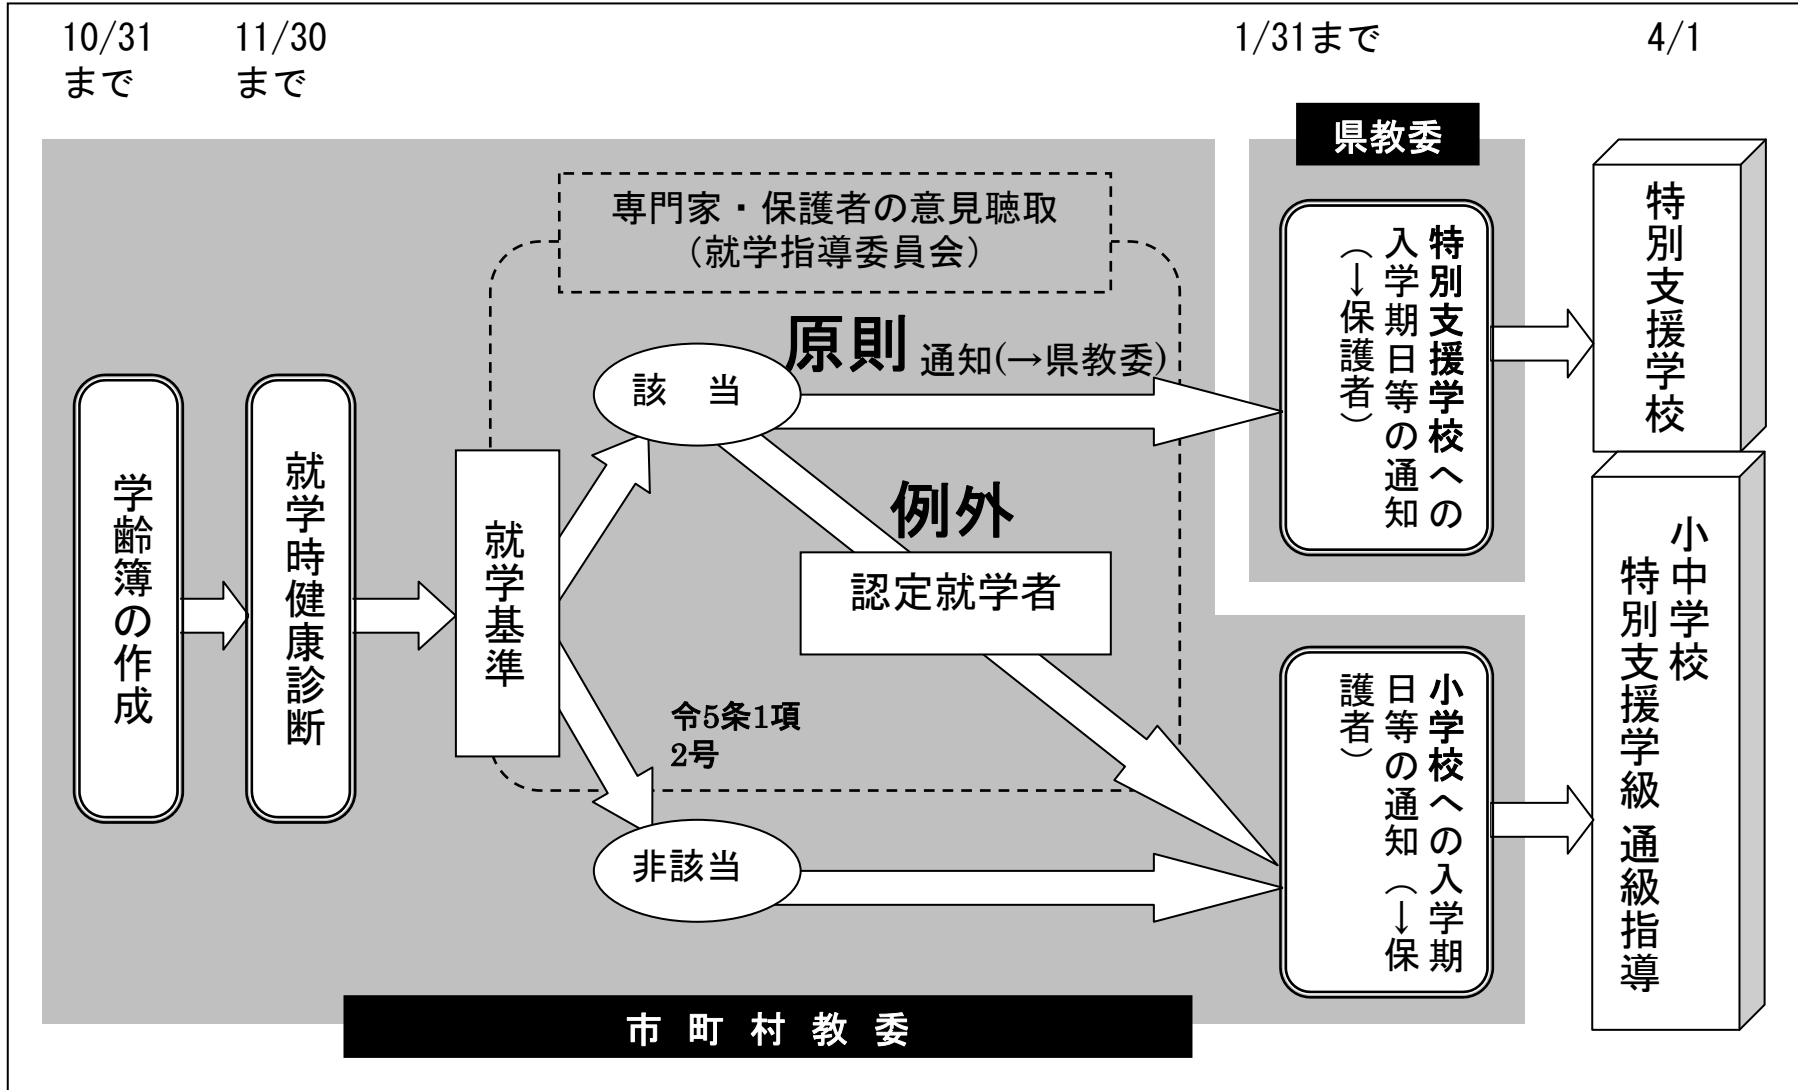 10/31
まで
11/30
まで
1/31まで
4/1
県教委
専門家・保護者の意見聴取
（就学指導委員会）
原則
通知(→県教委)
該　当
例外
認定就学者
学齢簿の作成
就学時健康診断
就学基準
令5条1項
2号
非該当
特別支援学校への
入学期日等の通知
（→保護者）
小学校への入学期
日等の通知（→保
護者）
特別支援学校
小中学校
特別支援学級 通級指導
市 町 村 教 委